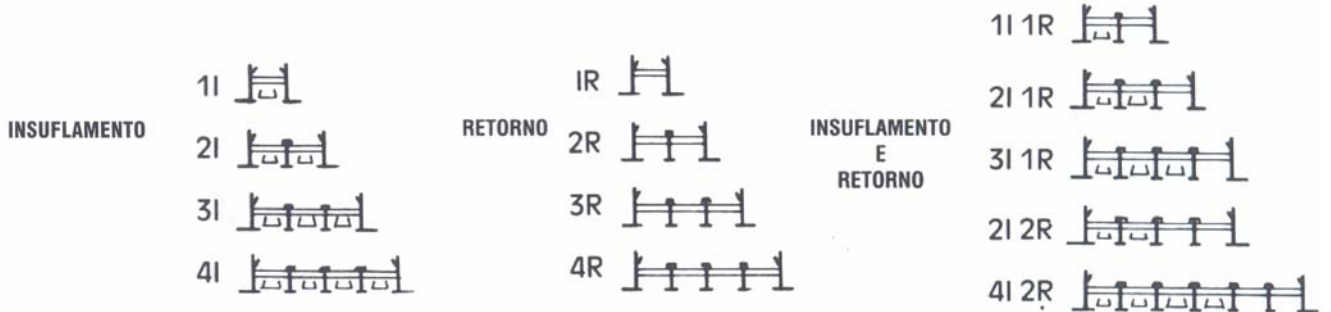 INSUFLAMENTO
1I
2I
3I
4I
RETORNO
1R
2R
3R
4R
INSUFLAMENTO
E
RETORNO
1I 1R
2I 1R
3I 1R
2I 2R
4I 2R